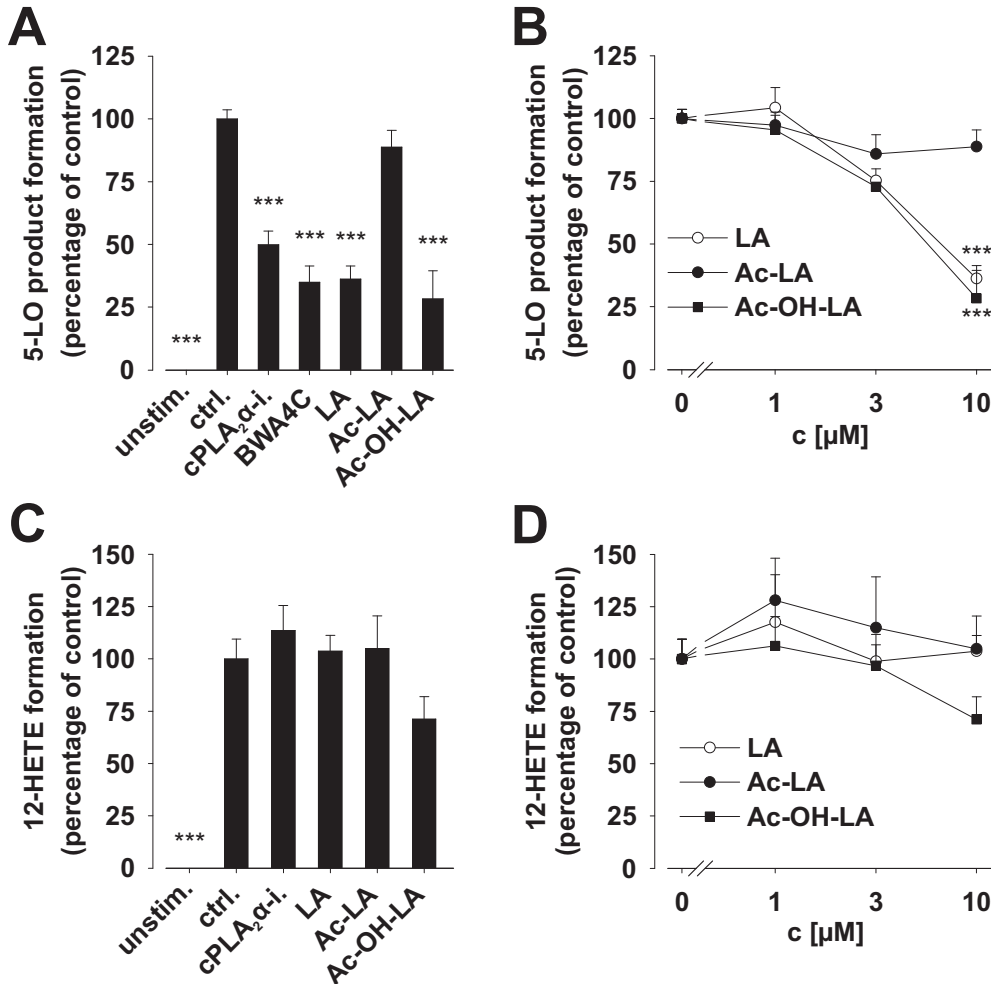 A
5-LO product formation
(percentage of control)
125
100
75
50
25
0
***
***
***
***
***
unstim.
ctrl.
cPLA₂α-i.
BWA4C
LA
Ac-LA
Ac-OH-LA
B
5-LO product formation
(percentage of control)
125
100
75
50
25
0
LA
Ac-LA
Ac-OH-LA
***
***
0
1
3
10
c [µM]
C
12-HETE formation
(percentage of control)
150
125
100
75
50
25
0
***
unstim.
ctrl.
cPLA₂α-i.
LA
Ac-LA
Ac-OH-LA
D
12-HETE formation
(percentage of control)
150
125
100
75
50
25
0
LA
Ac-LA
Ac-OH-LA
0
1
3
10
c [µM]